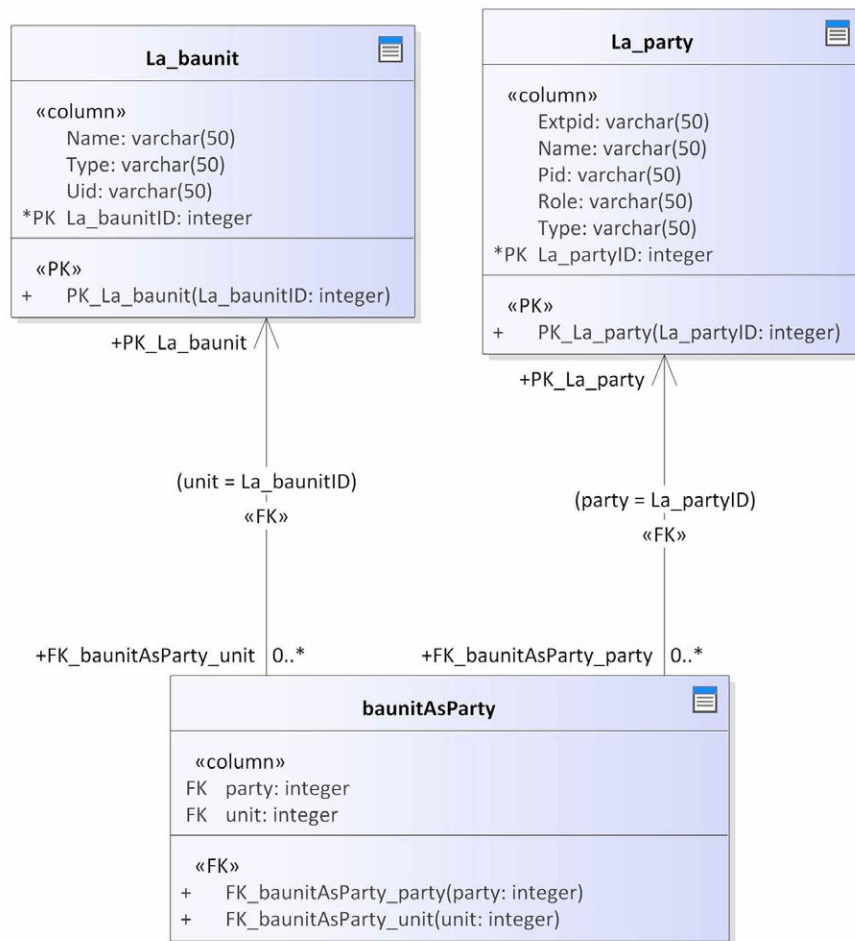 La_baunit
«column»
Name: varchar(50)
Type: varchar(50)
Uid: varchar(50)
*PK La_baunitID: integer
«PK»
+ PK_La_baunit(La_baunitID: integer)
La_party
«column»
Extpid: varchar(50)
Name: varchar(50)
Pid: varchar(50)
Role: varchar(50)
Type: varchar(50)
*PK La_partyID: integer
«PK»
+ PK_La_party(La_partyID: integer)
+PK_La_baunit
+PK_La_party
(unit = La_baunitID)
«FK»
(party = La_partyID)
«FK»
+FK_baunitAsParty_unit 0..*
+FK_baunitAsParty_party 0..*
baunitAsParty
«column»
FK party: integer
FK unit: integer
«FK»
+ FK_baunitAsParty_party(party: integer)
+ FK_baunitAsParty_unit(unit: integer)